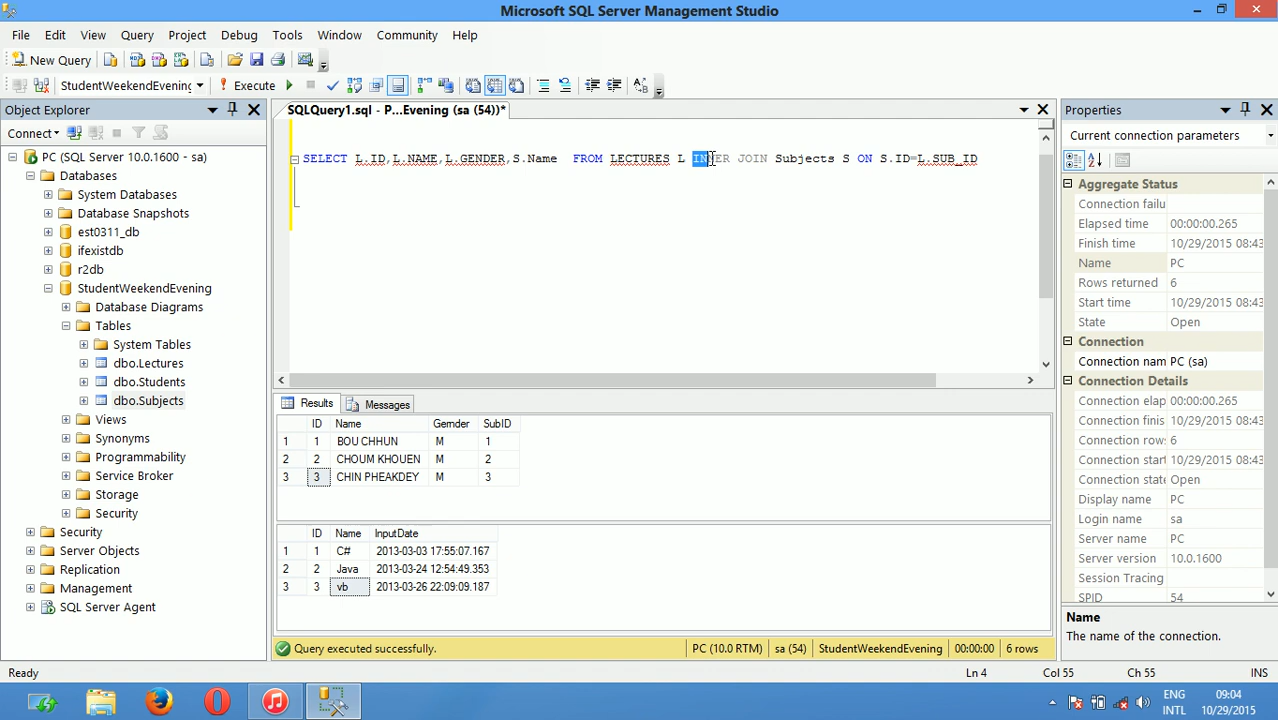 Microsoft SQL Server Management Studio
File Edit View Query Project Debug Tools Window Community Help
New Query
StudentWeekendEvening Execute
Object Explorer
Connect
PC (SQL Server 10.0.1600 - sa)
Databases
System Databases
Database Snapshots
est0311_db
ifexistdb
r2db
StudentWeekendEvening
Database Diagrams
Tables
System Tables
dbo.Lectures
dbo.Students
dbo.Subjects
Views
Synonyms
Programmability
Service Broker
Storage
Security
Security
Server Objects
Replication
Management
SQL Server Agent
SQLQuery1.sql - P...Evening (sa (54))*
SELECT L.ID,L.NAME,L.GENDER,S.Name FROM LECTURES L INNER JOIN Subjects S ON S.ID=L.SUB_ID
Results Messages
ID Name Gemder SubID
1 1 BOU CHHUN M 1
2 2 CHOUM KHOUEN M 2
3 3 CHIN PHEAKDEY M 3
ID Name InputDate
1 1 C# 2013-03-03 17:55:07.167
2 2 Java 2013-03-24 12:54:49.353
3 3 vb 2013-03-26 22:09:09.187
Query executed successfully. PC (10.0 RTM) sa (54) StudentWeekendEvening 00:00:00 6 rows
Properties
Current connection parameters
Aggregate Status
Connection failu
Elapsed time 00:00:00.265
Finish time 10/29/2015 08:43
Name PC
Rows returned 6
Start time 10/29/2015 08:43
State Open
Connection
Connection nam PC (sa)
Connection Details
Connection elap 00:00:00.265
Connection finis 10/29/2015 08:43
Connection rows 6
Connection start 10/29/2015 08:43
Connection state Open
Display name PC
Login name sa
Server name PC
Server version 10.0.1600
Session Tracing
SPID 54
Name
The name of the connection.
Ready Ln 4 Col 55 Ch 55 INS
ENG 09:04
INTL 10/29/2015